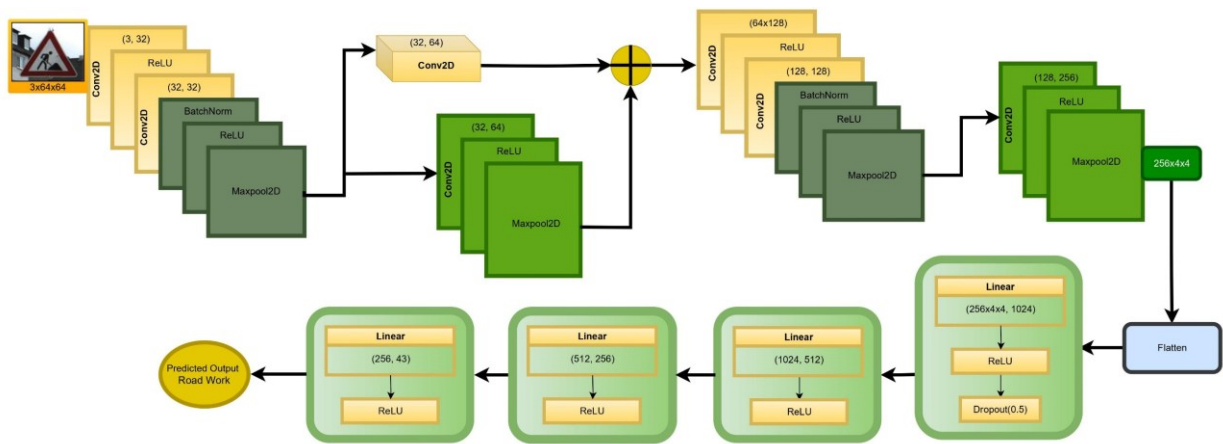 3x64x64
Conv2D
(3, 32)
ReLU
Conv2D
(32, 32)
BatchNorm
ReLU
Maxpool2D
(32, 64)
Conv2D
Conv2D
(32, 64)
ReLU
Maxpool2D
Conv2D
(64x128)
ReLU
Conv2D
(128, 128)
BatchNorm
ReLU
Maxpool2D
Conv2D
(128, 256)
ReLU
Maxpool2D
256x4x4
Flatten
Linear
(256x4x4, 1024)
ReLU
Dropout(0.5)
Linear
(1024, 512)
ReLU
Linear
(512, 256)
ReLU
Linear
(256, 43)
ReLU
Predicted Output
Road Work